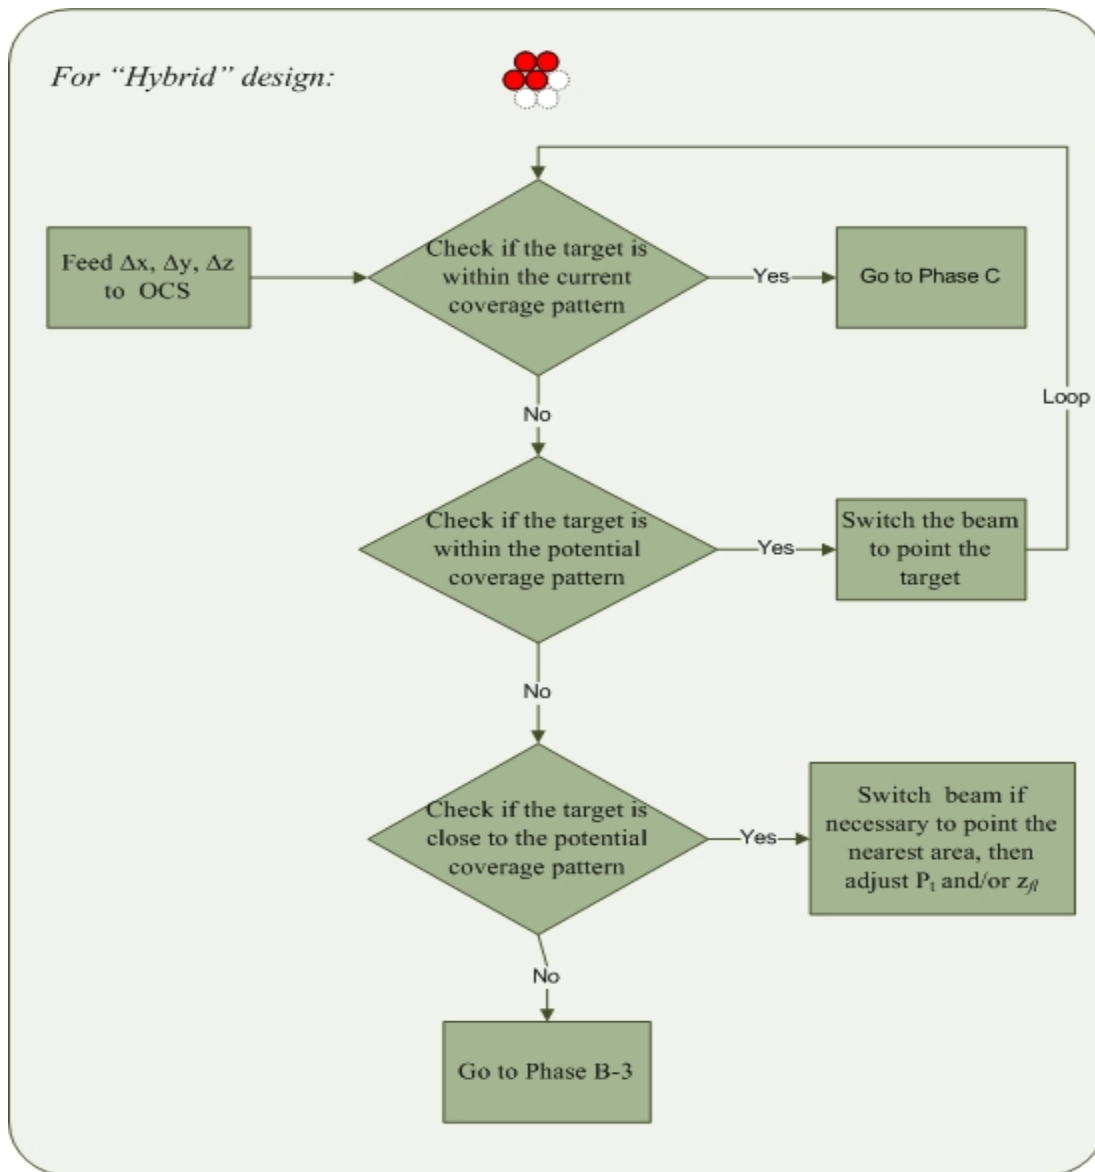 For “Hybrid” design:
Feed Δx, Δy, Δz
to OCS
Check if the target is
within the current
coverage pattern
Yes
Go to Phase C
Loop
No
Check if the target is
within the potential
coverage pattern
Yes
Switch the beam
to point the
target
No
Check if the target is
close to the potential
coverage pattern
Yes
Switch beam if
necessary to point the
nearest area, then
adjust Pt and/or zfl
No
Go to Phase B-3